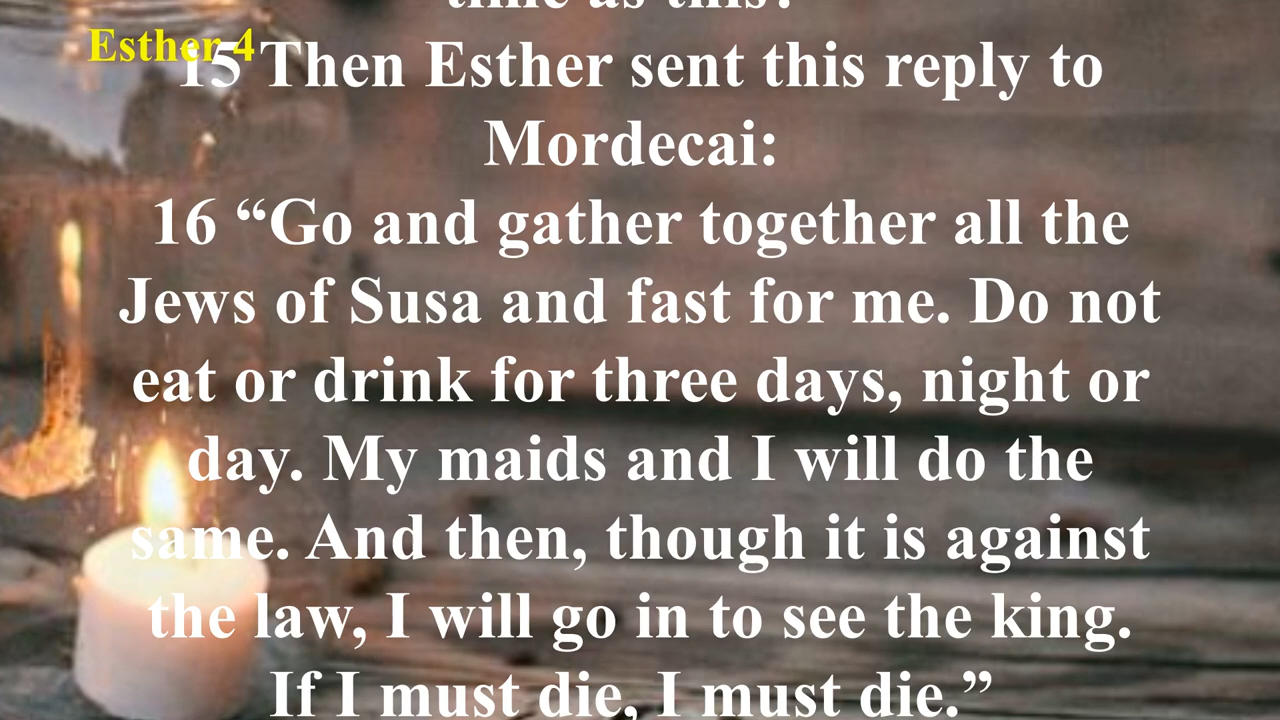 time as this?
Esther 4
15 Then Esther sent this reply to
Mordecai:
16 “Go and gather together all the
Jews of Susa and fast for me. Do not
eat or drink for three days, night or
day. My maids and I will do the
same. And then, though it is against
the law, I will go in to see the king.
If I must die, I must die.”